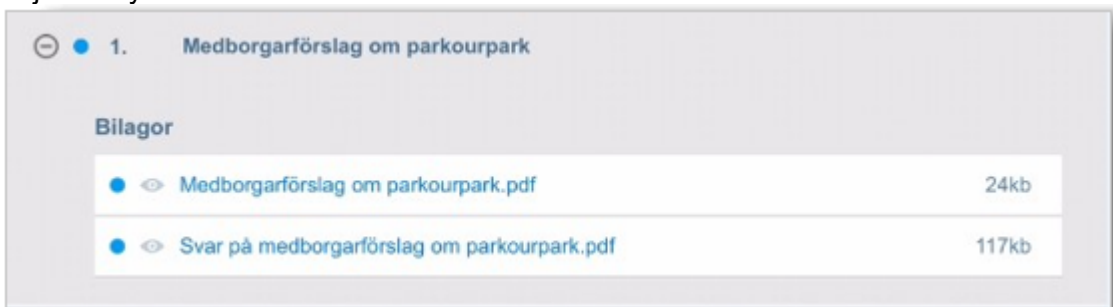 1. Medborgarförslag om parkourpark
Bilagor
Medborgarförslag om parkourpark.pdf 24kb
Svar på medborgarförslag om parkourpark.pdf 117kb